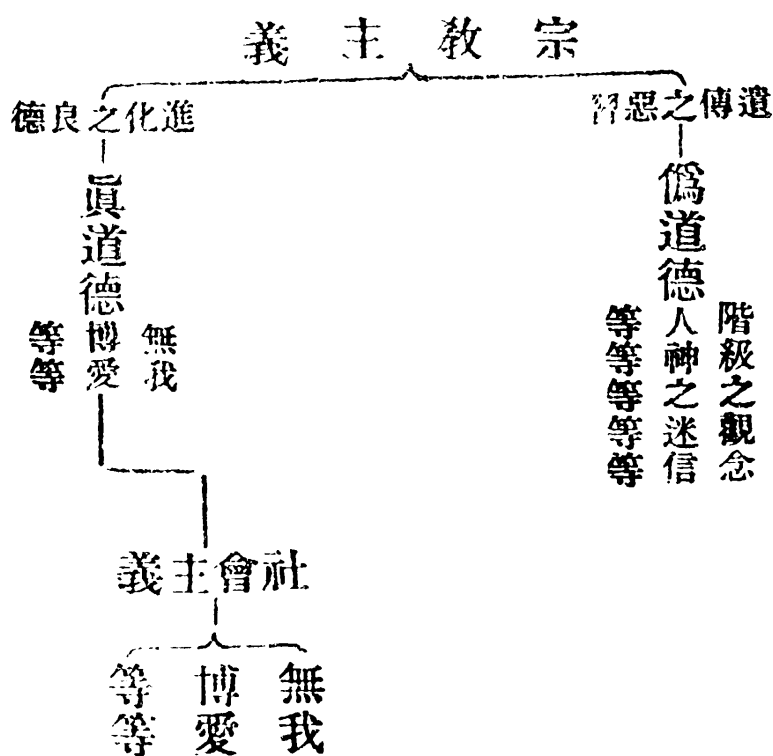 宗教主義
遺傳之惡習
僞道德
階級之觀念
人神之迷信
等等等等等
進化之良德
眞道德
無我
博愛
等等
社會主義
無我
博愛
等等